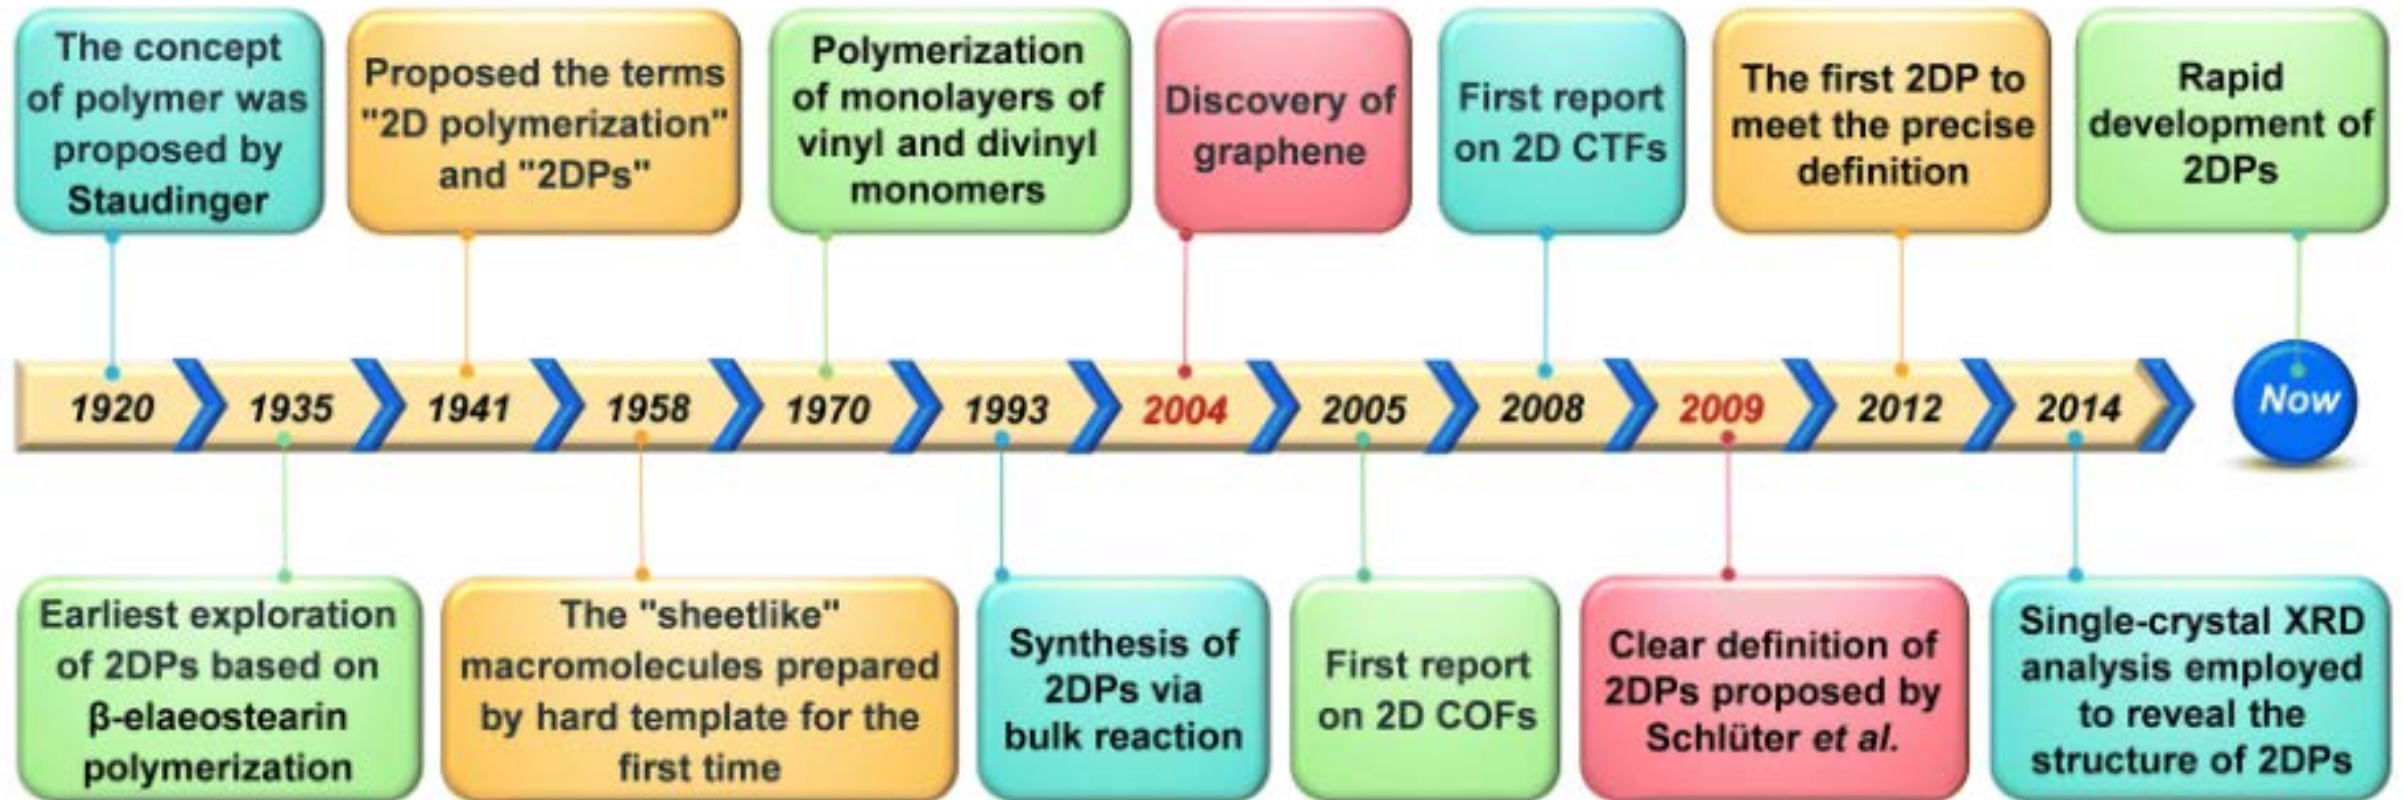 The concept
of polymer was
proposed by
Staudinger
Proposed the terms
"2D polymerization"
and "2DPs"
Polymerization
of monolayers of
vinyl and divinyl
monomers
Discovery of
graphene
First report
on 2D CTFs
The first 2DP to
meet the precise
definition
Rapid
development of
2DPs
1920
1935
1941
1958
1970
1993
2004
2005
2008
2009
2012
2014
Now
Earliest exploration
of 2DPs based on
β-elaeostearin
polymerization
The "sheetlike"
macromolecules prepared
by hard template for the
first time
Synthesis of
2DPs via
bulk reaction
First report
on 2D COFs
Clear definition of
2DPs proposed by
Schlüter et al.
Single-crystal XRD
analysis employed
to reveal the
structure of 2DPs